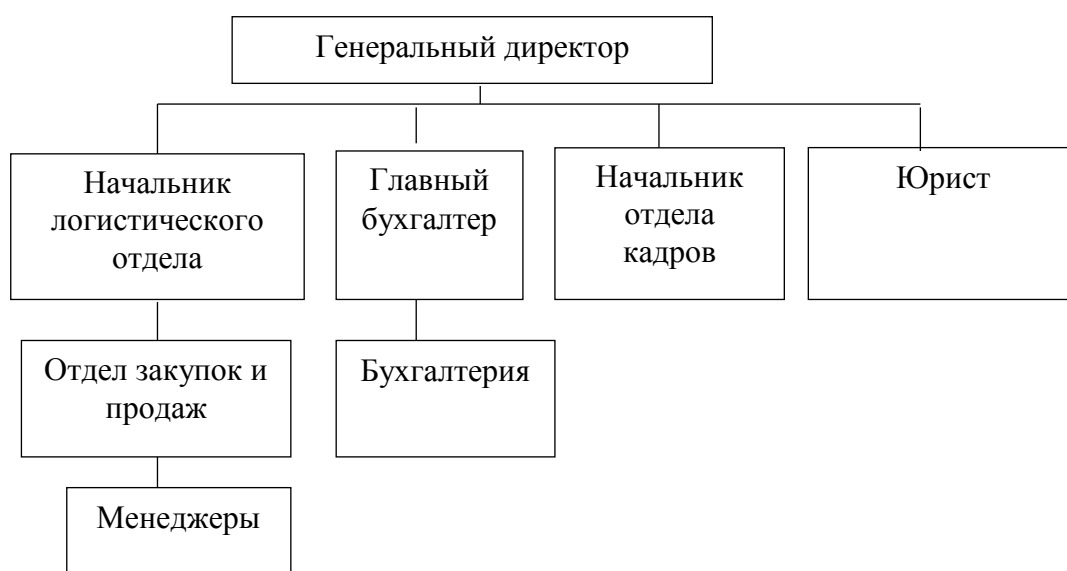 Генеральный директор
Начальник
логистического
отдела
Главный
бухгалтер
Начальник
отдела
кадров
Юрист
Отдел закупок и
продаж
Бухгалтерия
Менеджеры